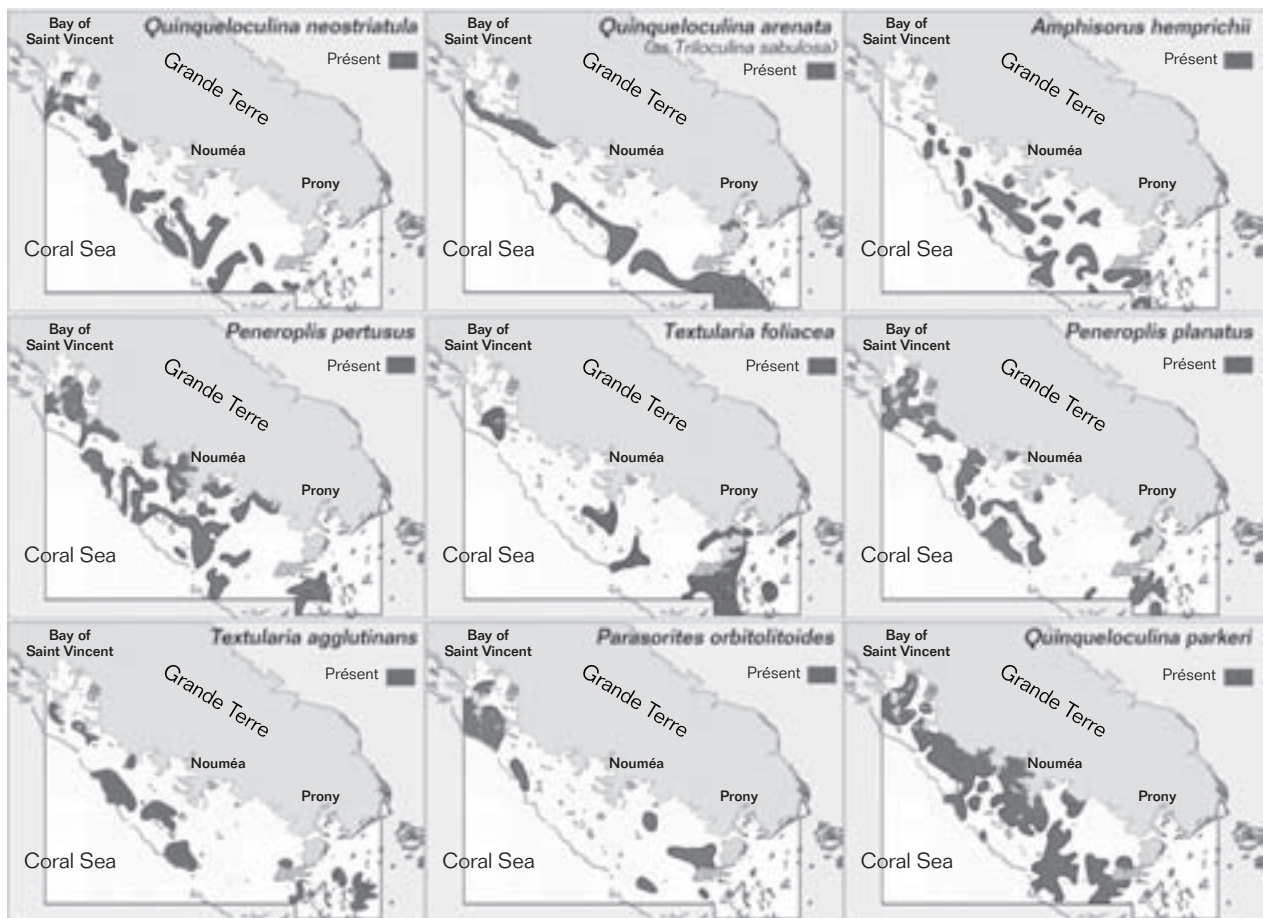 Bay of
Saint Vincent
Quinqueloculina neostriatula
Présent
Grande Terre
Nouméa
Prony
Coral Sea
Bay of
Saint Vincent
Quinqueloculina arenata
(as Triloculina sabulosa)
Présent
Grande Terre
Nouméa
Prony
Coral Sea
Bay of
Saint Vincent
Amphisorus hemprichii
Présent
Grande Terre
Nouméa
Prony
Coral Sea
Bay of
Saint Vincent
Peneroplis pertusus
Présent
Grande Terre
Nouméa
Prony
Coral Sea
Bay of
Saint Vincent
Textularia foliacea
Présent
Grande Terre
Nouméa
Prony
Coral Sea
Bay of
Saint Vincent
Peneroplis planatus
Présent
Grande Terre
Nouméa
Prony
Coral Sea
Bay of
Saint Vincent
Textularia agglutinans
Présent
Grande Terre
Nouméa
Prony
Coral Sea
Bay of
Saint Vincent
Parasorites orbitolitoides
Présent
Grande Terre
Nouméa
Prony
Coral Sea
Bay of
Saint Vincent
Quinqueloculina parkeri
Présent
Grande Terre
Nouméa
Prony
Coral Sea